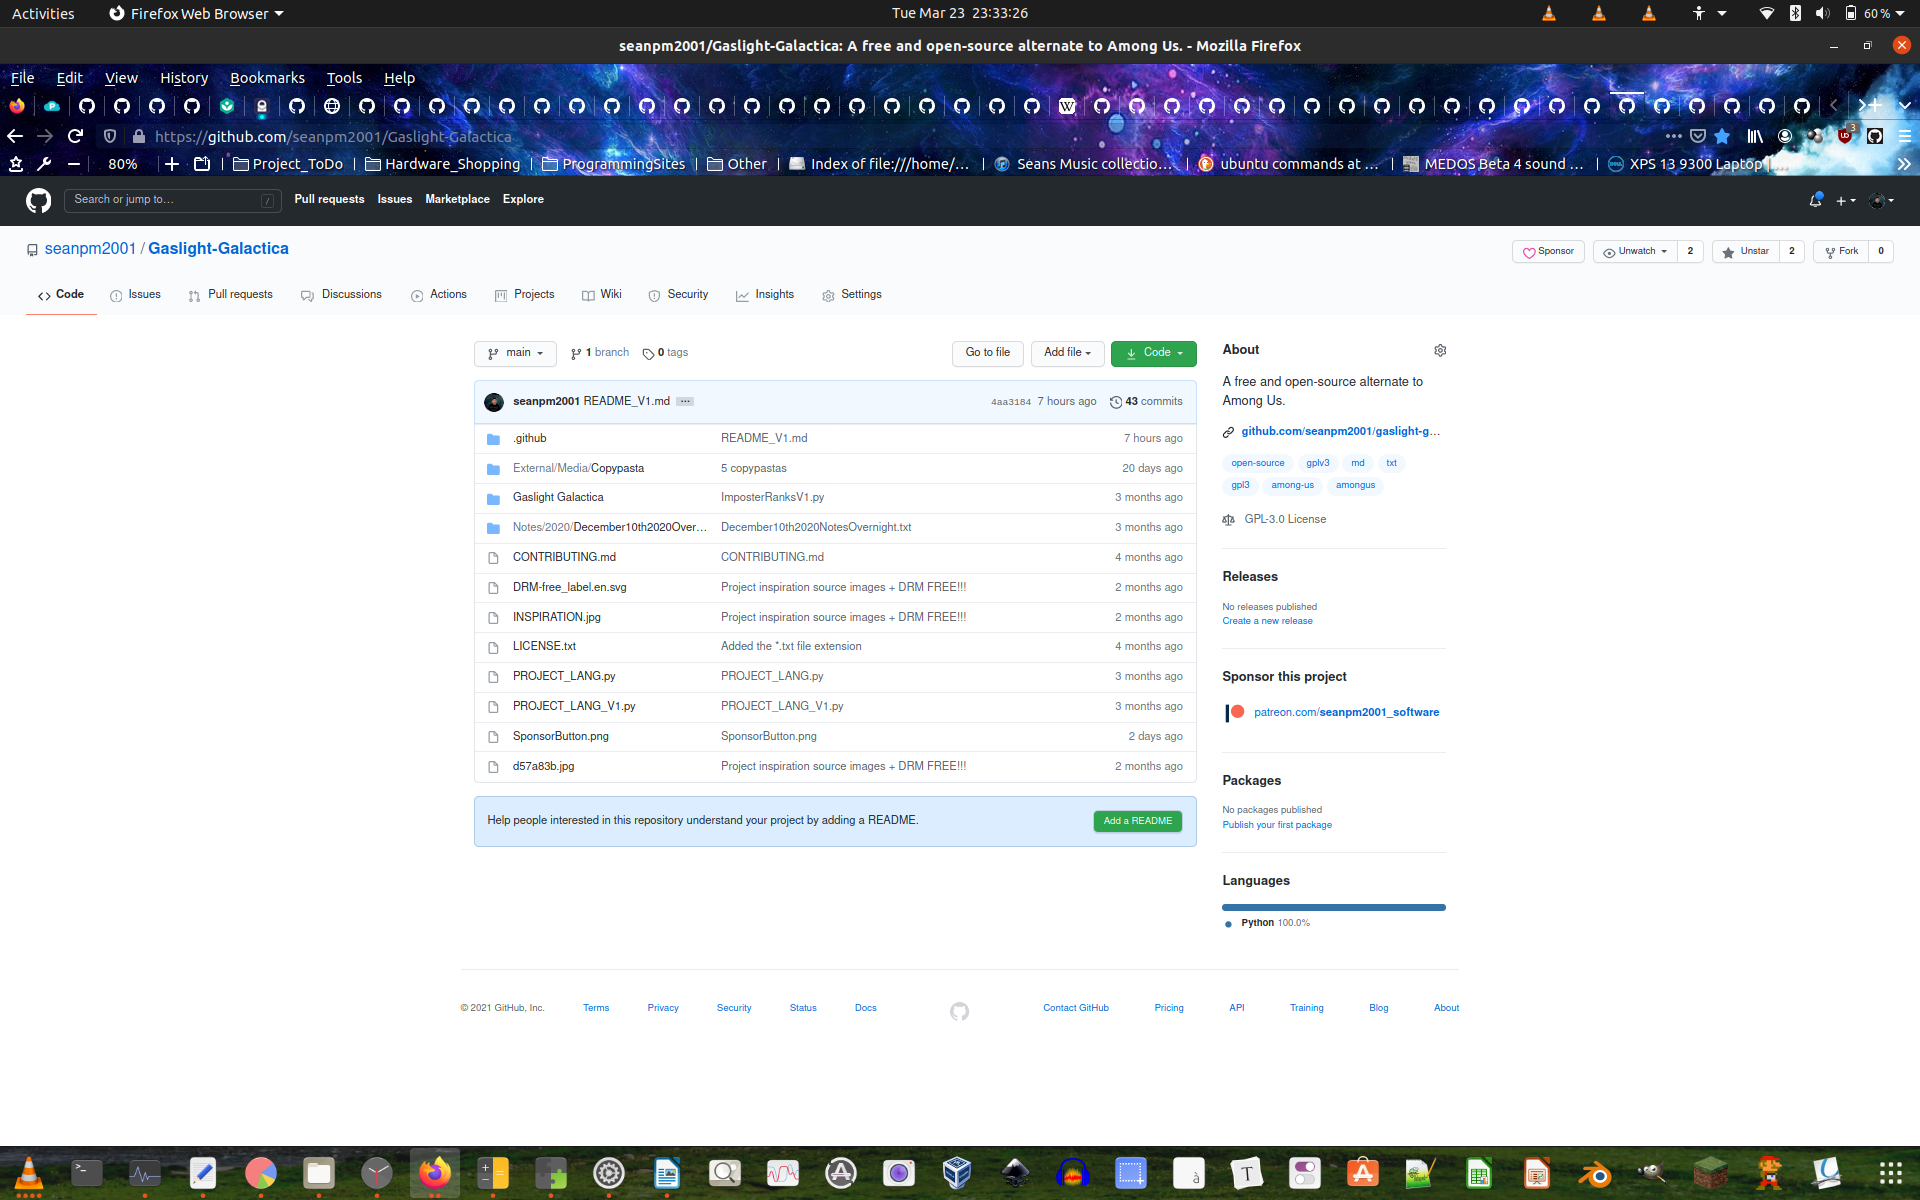 Activities Firefox Web Browser Tue Mar 23 23:33:26 60 %
seanpm2001/Gaslight-Galactica: A free and open-source alternate to Among Us. - Mozilla Firefox
File Edit View History Bookmarks Tools Help
https://github.com/seanpm2001/Gaslight-Galactica 3
80% Project_ToDo Hardware_Shopping ProgrammingSites Other Index of file:///home/… Seans Music collectio… ubuntu commands at … MEDOS Beta 4 sound … XPS 13 9300 Laptop
Search or jump to… / Pull requests Issues Marketplace Explore
seanpm2001 / Gaslight-Galactica Sponsor Unwatch 2 Unstar 2 Fork 0
Code Issues Pull requests Discussions Actions Projects Wiki Security Insights Settings
main 1 branch 0 tags Go to file Add file Code
seanpm2001 README_V1.md 4aa3184 7 hours ago 43 commits
.github README_V1.md 7 hours ago
External/Media/Copypasta 5 copypastas 20 days ago
Gaslight Galactica ImposterRanksV1.py 3 months ago
Notes/2020/December10th2020Over… December10th2020NotesOvernight.txt 3 months ago
CONTRIBUTING.md CONTRIBUTING.md 4 months ago
DRM-free_label.en.svg Project inspiration source images + DRM FREE!!! 2 months ago
INSPIRATION.jpg Project inspiration source images + DRM FREE!!! 2 months ago
LICENSE.txt Added the *.txt file extension 4 months ago
PROJECT_LANG.py PROJECT_LANG.py 3 months ago
PROJECT_LANG_V1.py PROJECT_LANG_V1.py 3 months ago
SponsorButton.png SponsorButton.png 2 days ago
d57a83b.jpg Project inspiration source images + DRM FREE!!! 2 months ago
Help people interested in this repository understand your project by adding a README. Add a README
About
A free and open-source alternate to
Among Us.
github.com/seanpm2001/gaslight-g…
open-source gplv3 md txt
gpl3 among-us amongus
GPL-3.0 License
Releases
No releases published
Create a new release
Sponsor this project
patreon.com/seanpm2001_software
Packages
No packages published
Publish your first package
Languages
Python 100.0%
© 2021 GitHub, Inc. Terms Privacy Security Status Docs Contact GitHub Pricing API Training Blog About